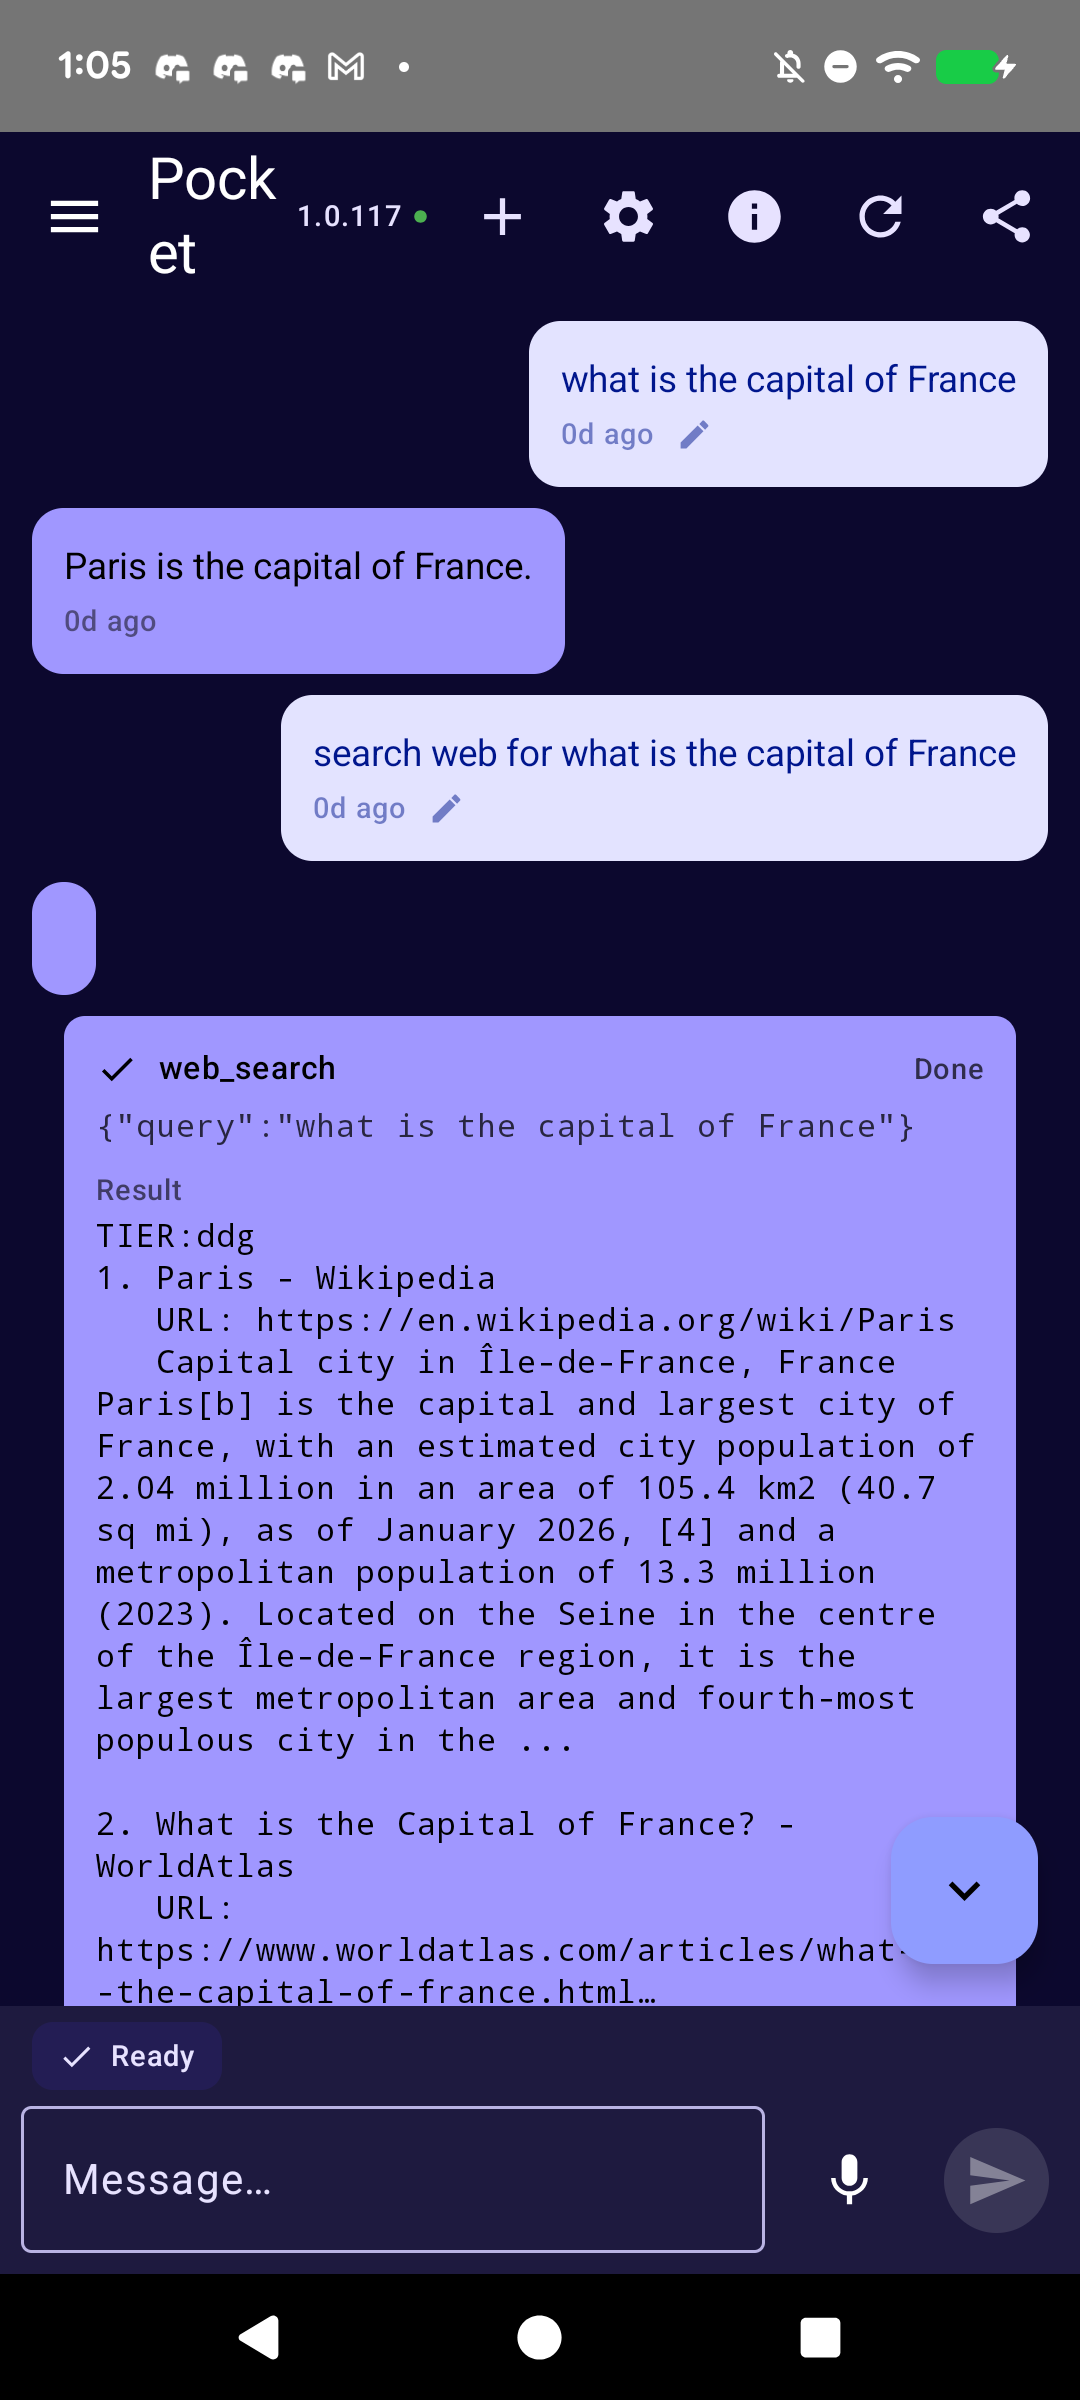 1:05
Pock
et
1.0.117
what is the capital of France
0d ago
Paris is the capital of France.
0d ago
search web for what is the capital of France
0d ago
web_search
Done
{"query":"what is the capital of France"}
Result
TIER:ddg
1. Paris - Wikipedia
URL: https://en.wikipedia.org/wiki/Paris
Capital city in Île-de-France, France
Paris[b] is the capital and largest city of
France, with an estimated city population of
2.04 million in an area of 105.4 km2 (40.7
sq mi), as of January 2026, [4] and a
metropolitan population of 13.3 million
(2023). Located on the Seine in the centre
of the Île-de-France region, it is the
largest metropolitan area and fourth-most
populous city in the ...
2. What is the Capital of France? -
WorldAtlas
URL:
https://www.worldatlas.com/articles/what-
-the-capital-of-france.html…
Ready
Message…